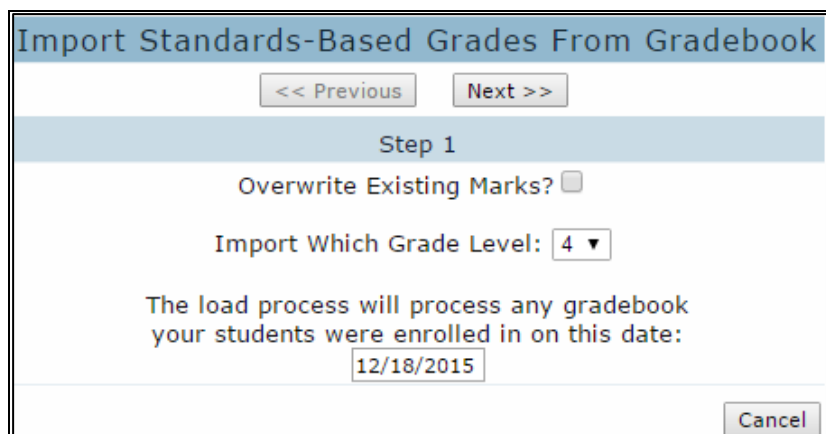 Import Standards-Based Grades From Gradebook
<< Previous Next >>
Step 1
Overwrite Existing Marks?
Import Which Grade Level: 4
The load process will process any gradebook
your students were enrolled in on this date:
12/18/2015
Cancel